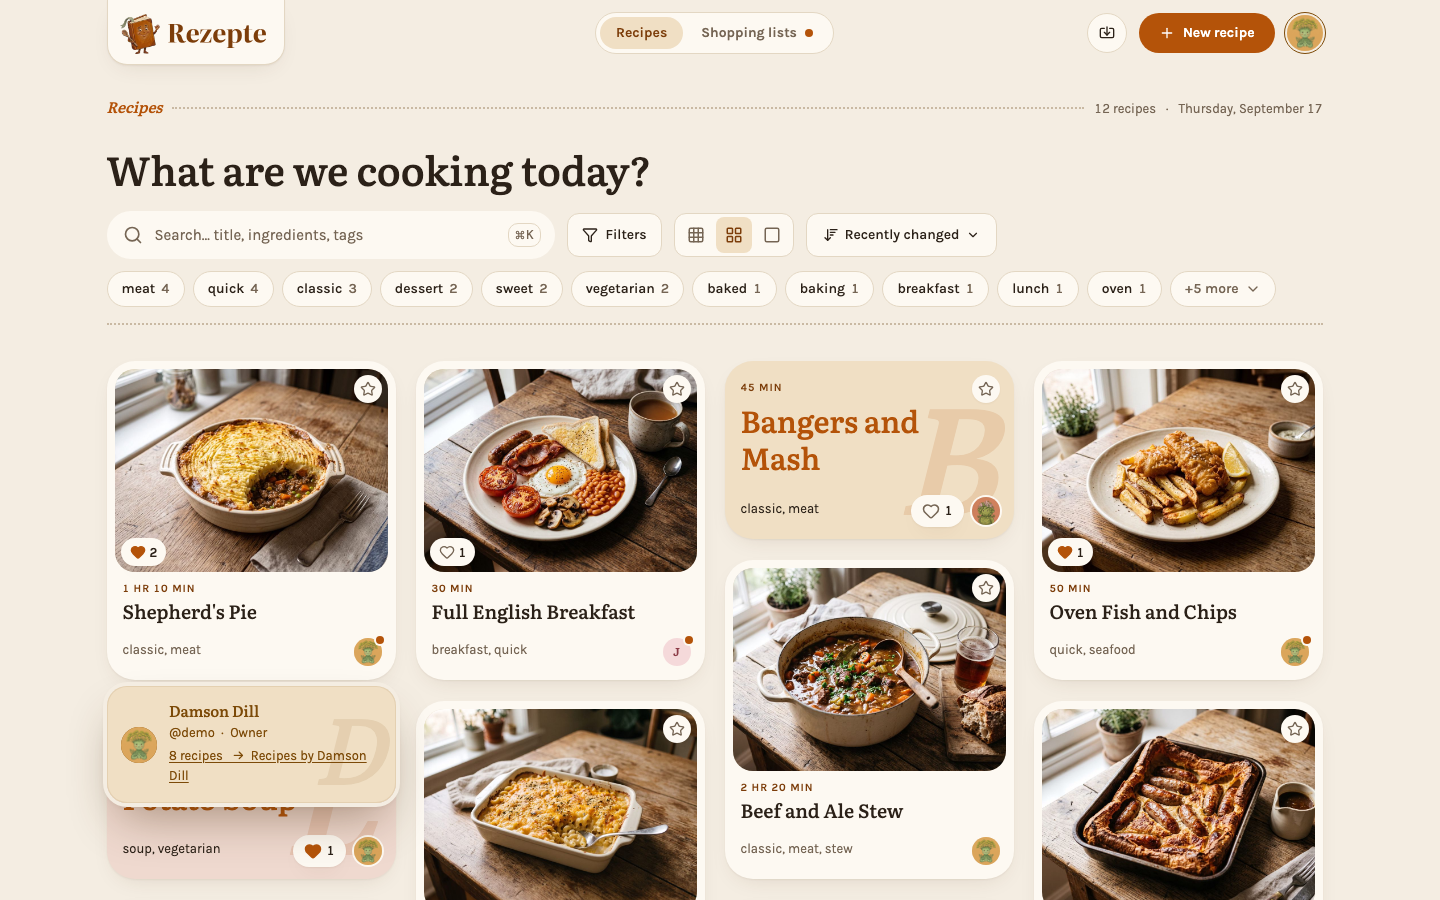 Rezepte
Recipes
Shopping lists
New recipe
Recipes
12 recipes · Thursday, September 17
What are we cooking today?
Search... title, ingredients, tags
⌘K
Filters
Recently changed
meat 4
quick 4
classic 3
dessert 2
sweet 2
vegetarian 2
baked 1
baking 1
breakfast 1
lunch 1
oven 1
+5 more
2
1 HR 10 MIN
Shepherd's Pie
classic, meat
1
30 MIN
Full English Breakfast
breakfast, quick
J
45 MIN
B
Bangers and
Mash
classic, meat
1
1
50 MIN
Oven Fish and Chips
quick, seafood
D
Damson Dill
@demo · Owner
8 recipes → Recipes by Damson
Dill
Potato Soup
soup, vegetarian
1
2 HR 20 MIN
Beef and Ale Stew
classic, meat, stew